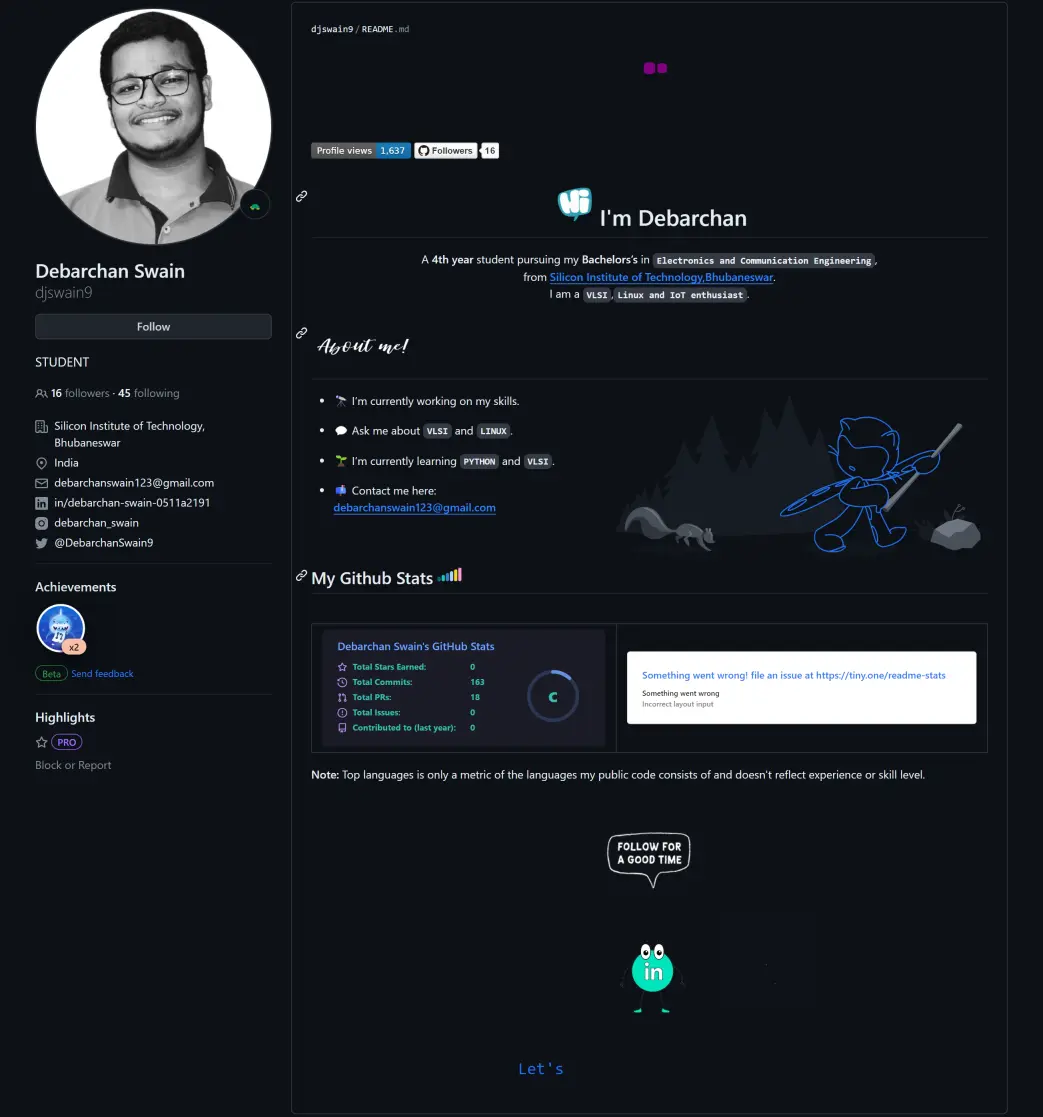 Debarchan Swain
djswain9
Follow
STUDENT
16 followers · 45 following
Silicon Institute of Technology,
Bhubaneswar
India
debarchanswain123@gmail.com
in/debarchan-swain-0511a2191
debarchan_swain
@DebarchanSwain9
Achievements
x2
Beta Send feedback
Highlights
PRO
Block or Report
djswain9/README.md
Profile views 1,637 Followers 16
Hi I'm Debarchan
A 4th year student pursuing my Bachelors's in Electronics and Communication Engineering,
from Silicon Institute of Technology,Bhubaneswar.
I am a VLSI,Linux and IoT enthusiast.
About me!
I'm currently working on my skills.
Ask me about VLSI and LINUX.
I'm currently learning PYTHON and VLSI.
Contact me here:
debarchanswain123@gmail.com
My Github Stats
Debarchan Swain's GitHub Stats
Total Stars Earned: 0
Total Commits: 163
Total PRs: 18
Total Issues: 0
Contributed to (last year): 0
C
Something went wrong! file an issue at https://tiny.one/readme-stats
Something went wrong
Incorrect layout input
Note: Top languages is only a metric of the languages my public code consists of and doesn't reflect experience or skill level.
FOLLOW FOR
A GOOD TIME
in
Let's